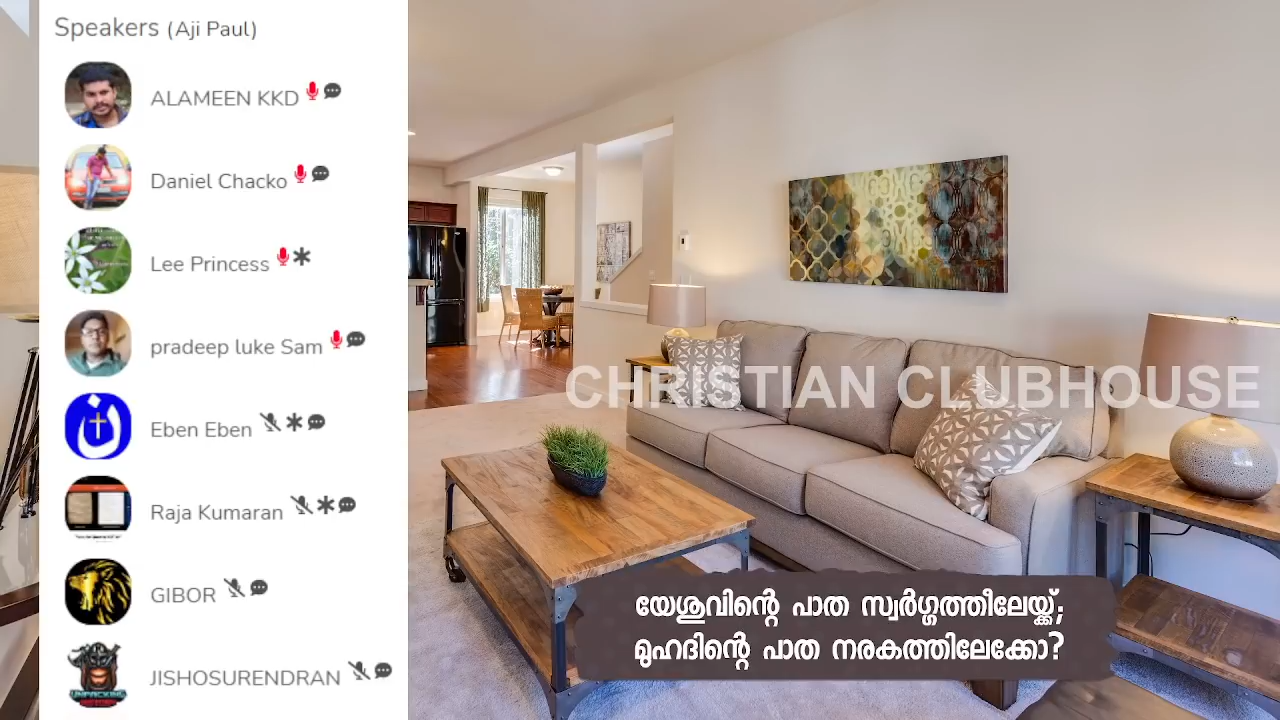 Speakers (Aji Paul)
ALAMEEN KKD
Daniel Chacko
Lee Princess
pradeep luke Sam
Eben Eben
Raja Kumaran
GIBOR
JISHOSURENDRAN
UNPACKING
CHRISTIAN CLUBHOUSE
യേശുവിന്റെ പാത സ്വർഗ്ഗത്തിലേയ്ക്ക്;
മുഹദിന്റെ പാത നരകത്തിലേക്കോ?